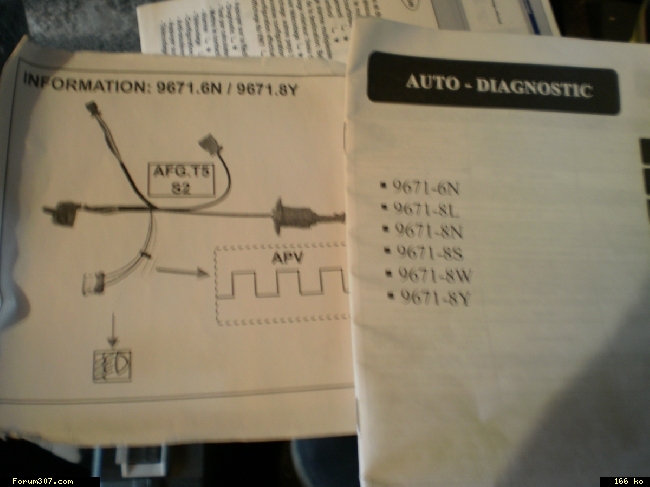 INFORMATION: 9671.6N / 9671.8Y
AFG.T5
S2
APV
AUTO - DIAGNOSTIC
▪ 9671-6N
▪ 9671-8L
▪ 9671-8N
▪ 9671-8S
▪ 9671-8W
▪ 9671-8Y
Forum307.com
166 ko